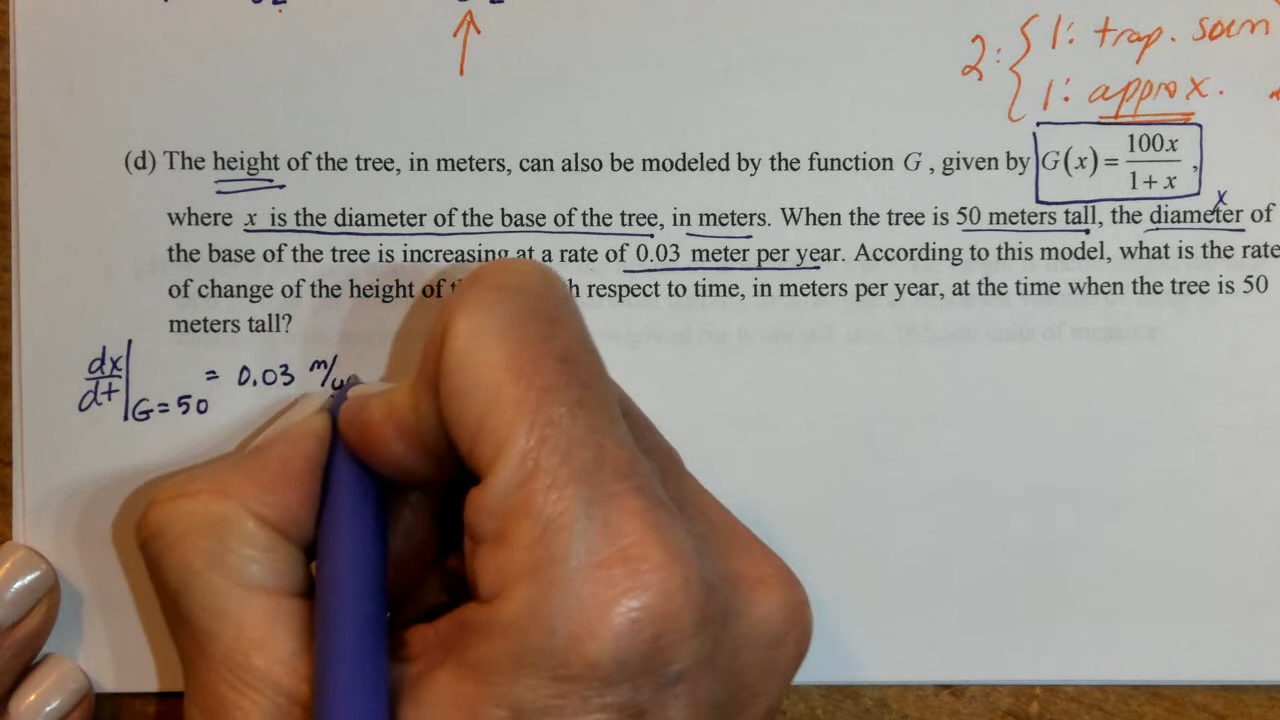 2: { 1: trap. sum
1: approx.
(d) The height of the tree, in meters, can also be modeled by the function G, given by G(x) = 100x / 1 + x,
x
where x is the diameter of the base of the tree, in meters. When the tree is 50 meters tall, the diameter of
the base of the tree is increasing at a rate of 0.03 meter per year. According to this model, what is the rate
of change of the height of respect to time, in meters per year, at the time when the tree is 50
meters tall?
dx/dt | G=50 = 0.03 m/